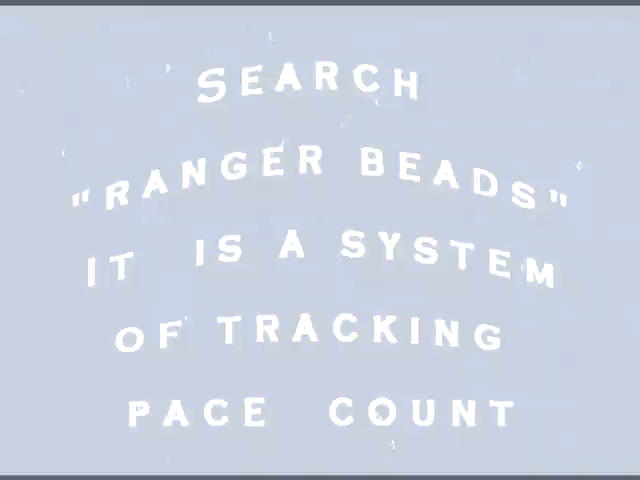 SEARCH
"RANGER BEADS"
IT IS A SYSTEM
OF TRACKING
PACE COUNT